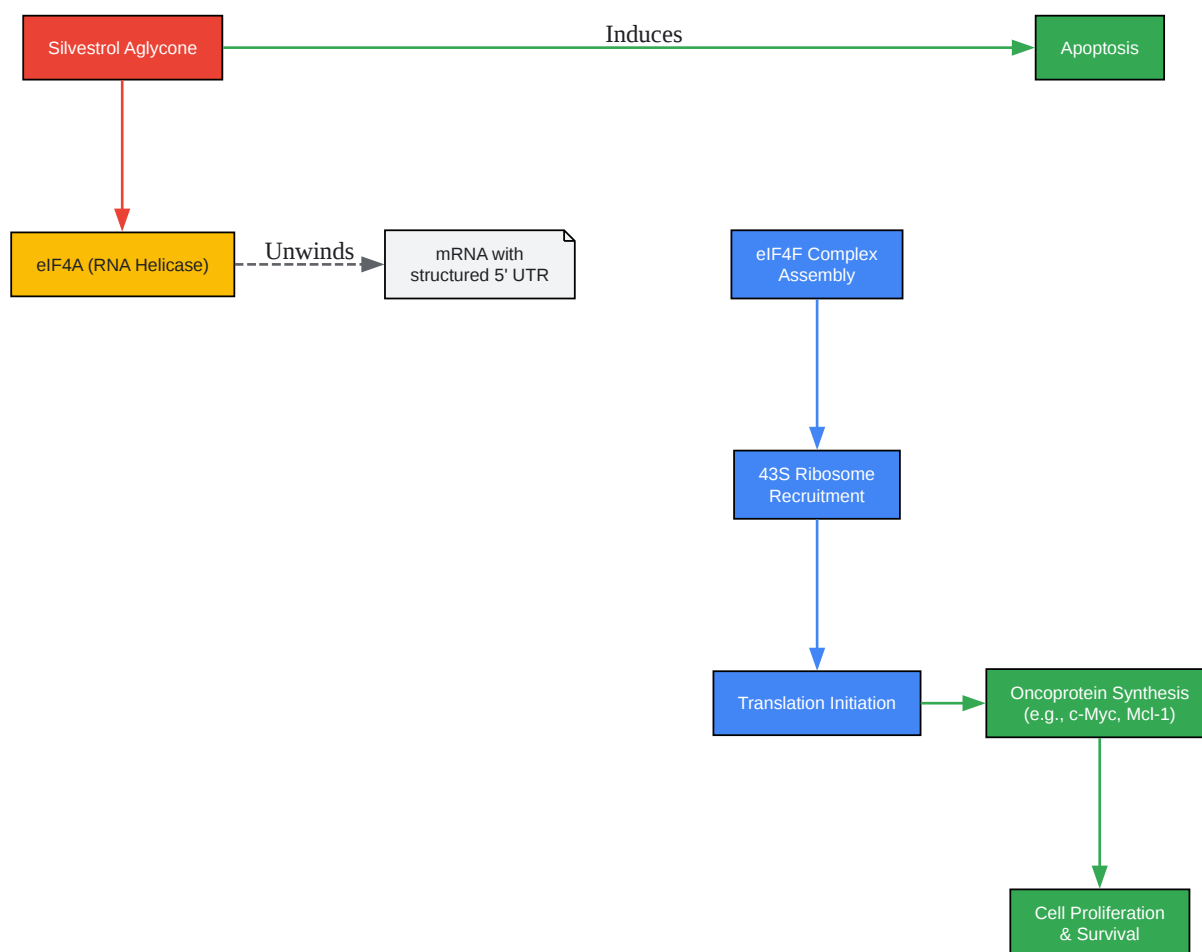 Silvestrol Aglycone
Induces
Apoptosis
eIF4A (RNA Helicase)
Unwinds
mRNA with
structured 5' UTR
eIF4F Complex
Assembly
43S Ribosome
Recruitment
Translation Initiation
Oncoprotein Synthesis
(e.g., c-Myc, Mcl-1)
Cell Proliferation
& Survival